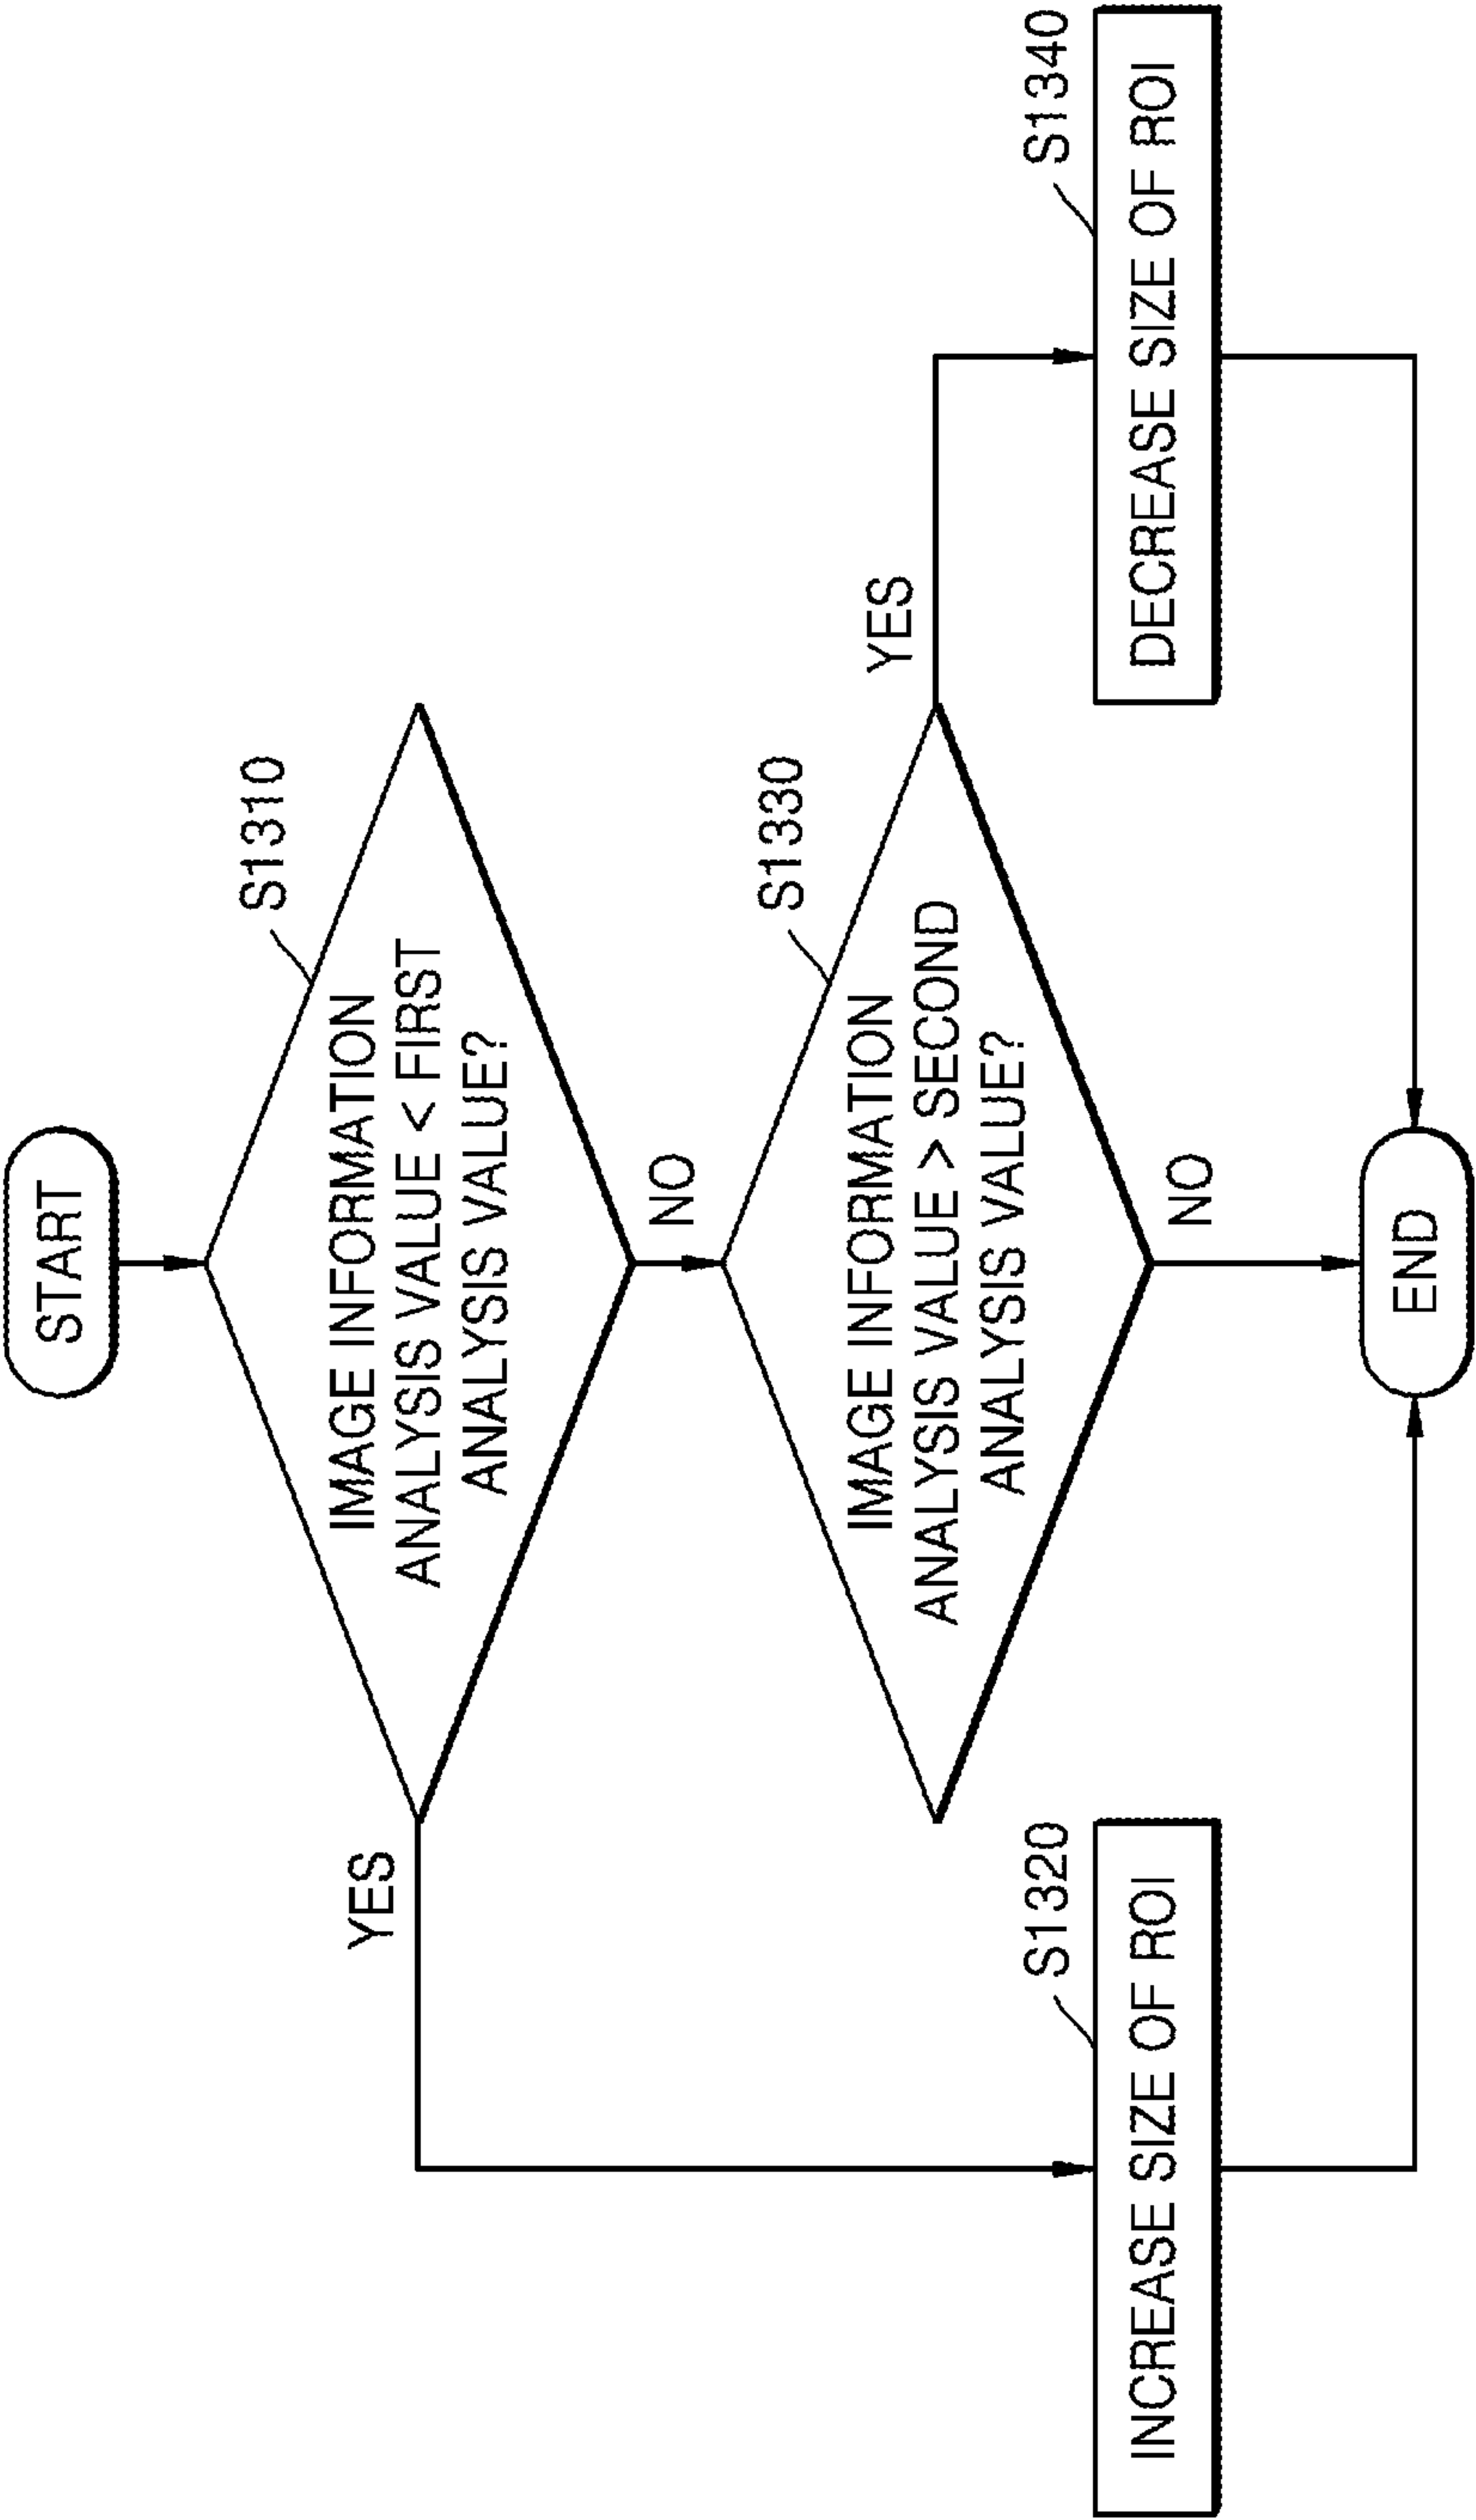 START
S1310
IMAGE INFORMATION
ANALYSIS VALUE < FIRST
ANALYSIS VALUE?
YES
NO
S1330
IMAGE INFORMATION
ANALYSIS VALUE > SECOND
ANALYSIS VALUE?
YES
NO
S1320
INCREASE SIZE OF ROI
S1340
DECREASE SIZE OF ROI
END